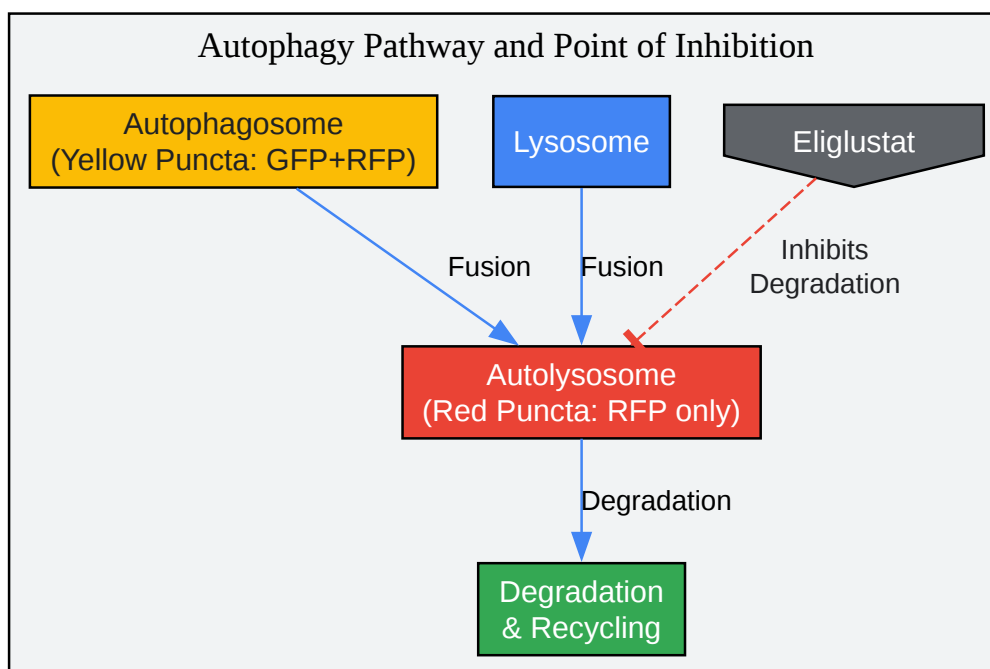 Autophagy Pathway and Point of Inhibition
Autophagosome
(Yellow Puncta: GFP+RFP)
Lysosome
Eliglustat
Fusion
Fusion
Inhibits
Degradation
Autolysosome
(Red Puncta: RFP only)
Degradation
Degradation
& Recycling